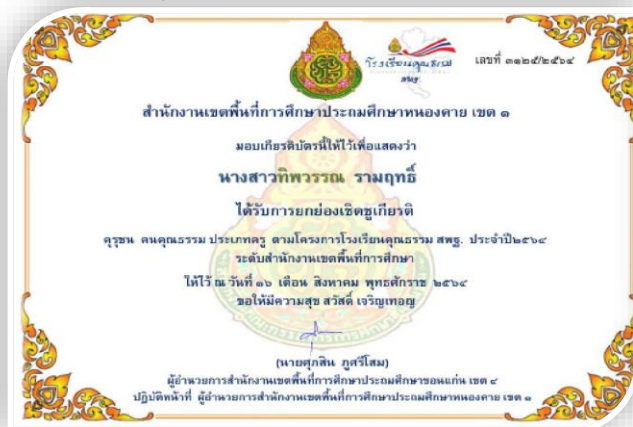 โรงเรียนคุณธรรม
สพฐ.
เลขที่ ๓๑๒๕/๒๕๖๔
สำนักงานเขตพื้นที่การศึกษาประถมศึกษาหนองคาย เขต ๑
มอบเกียรติบัตรนี้ให้ไว้เพื่อแสดงว่า
นางสาวทิพวรรณ รามฤทธิ์
ได้รับการยกย่องเชิดชูเกียรติ
คุรุชน คนคุณธรรม ประเภทครู ตามโครงการโรงเรียนคุณธรรม สพฐ. ประจำปี๒๕๖๔
ระดับสำนักงานเขตพื้นที่การศึกษา
ให้ไว้ ณ วันที่ ๑๖ เดือน สิงหาคม พุทธศักราช ๒๕๖๔
ขอให้มีความสุข สวัสดิ์ เจริญเทอญ
(นายศุภสิน ภูศรีโสม)
ผู้อำนวยการสำนักงานเขตพื้นที่การศึกษาประถมศึกษาขอนแก่น เขต ๔
ปฏิบัติหน้าที่ ผู้อำนวยการสำนักงานเขตพื้นที่การศึกษาประถมศึกษาหนองคาย เขต ๑